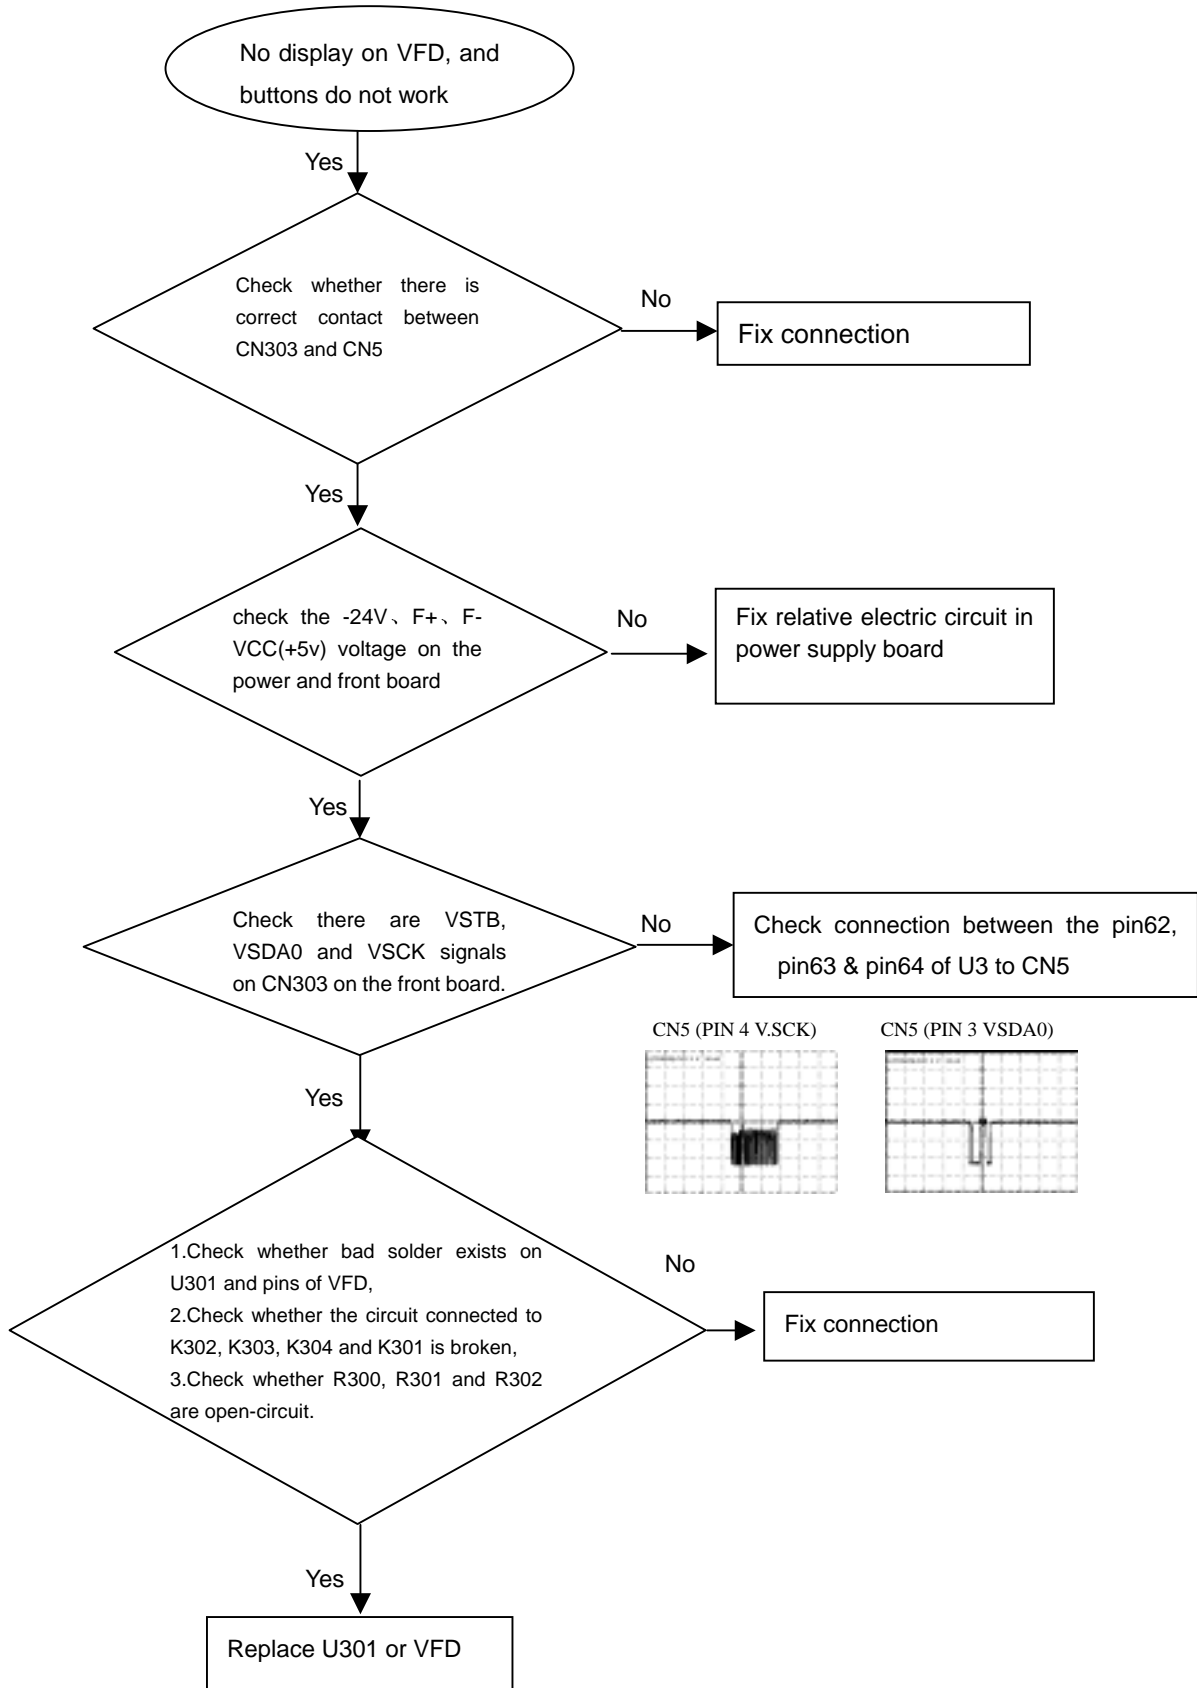 No display on VFD, and
buttons do not work
Yes
Check whether there is
correct contact between
CN303 and CN5
No
Fix connection
Yes
check the -24V、F+、F-
VCC(+5v) voltage on the
power and front board
No
Fix relative electric circuit in
power supply board
Yes
Check there are VSTB,
VSDA0 and VSCK signals
on CN303 on the front board.
No
Check connection between the pin62,
pin63 & pin64 of U3 to CN5
CN5 (PIN 4 V.SCK)
CN5 (PIN 3 VSDA0)
Yes
1.Check whether bad solder exists on
U301 and pins of VFD,
2.Check whether the circuit connected to
K302, K303, K304 and K301 is broken,
3.Check whether R300, R301 and R302
are open-circuit.
No
Fix connection
Yes
Replace U301 or VFD